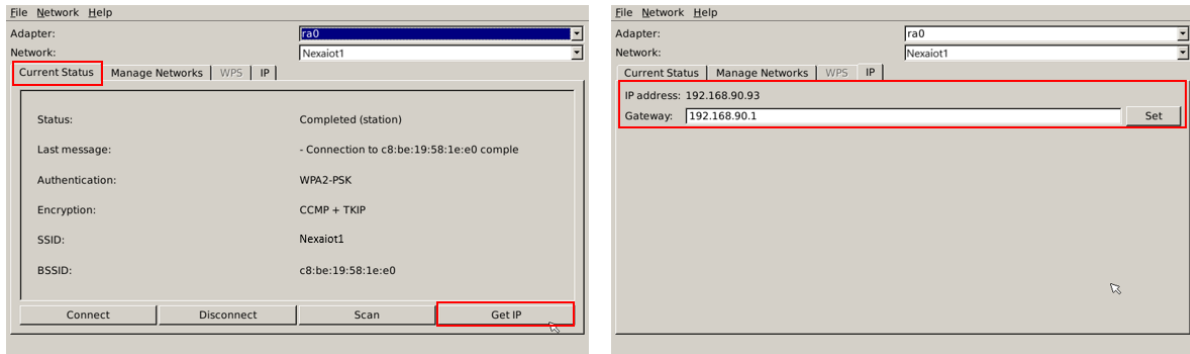 File Network Help
Adapter: ra0
Network: Nexaiot1
Current Status Manage Networks WPS IP
Status: Completed (station)
Last message: - Connection to c8:be:19:58:1e:e0 comple
Authentication: WPA2-PSK
Encryption: CCMP + TKIP
SSID: Nexaiot1
BSSID: c8:be:19:58:1e:e0
Connect Disconnect Scan Get IP
File Network Help
Adapter: ra0
Network: Nexaiot1
Current Status Manage Networks WPS IP
IP address: 192.168.90.93
Gateway: 192.168.90.1 Set